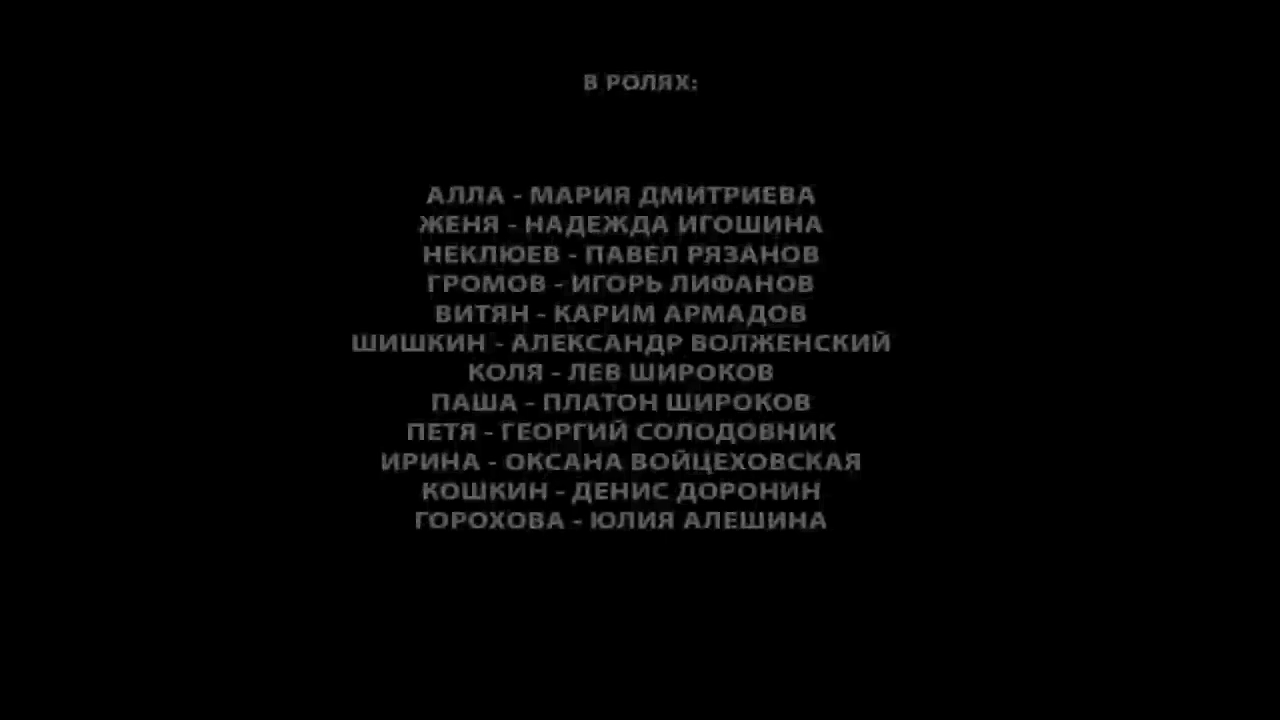 В РОЛЯХ:
АЛЛА - МАРИЯ ДМИТРИЕВА
ЖЕНЯ - НАДЕЖДА ИГОШИНА
НЕКЛЮЕВ - ПАВЕЛ РЯЗАНОВ
ГРОМОВ - ИГОРЬ ЛИФАНОВ
ВИТЯН - КАРИМ АРМАДОВ
ШИШКИН - АЛЕКСАНДР ВОЛЖЕНСКИЙ
КОЛЯ - ЛЕВ ШИРОКОВ
ПАША - ПЛАТОН ШИРОКОВ
ПЕТЯ - ГЕОРГИЙ СОЛОДОВНИК
ИРИНА - ОКСАНА ВОЙЦЕХОВСКАЯ
КОШКИН - ДЕНИС ДОРОНИН
ГОРОХОВА - ЮЛИЯ АЛЕШИНА